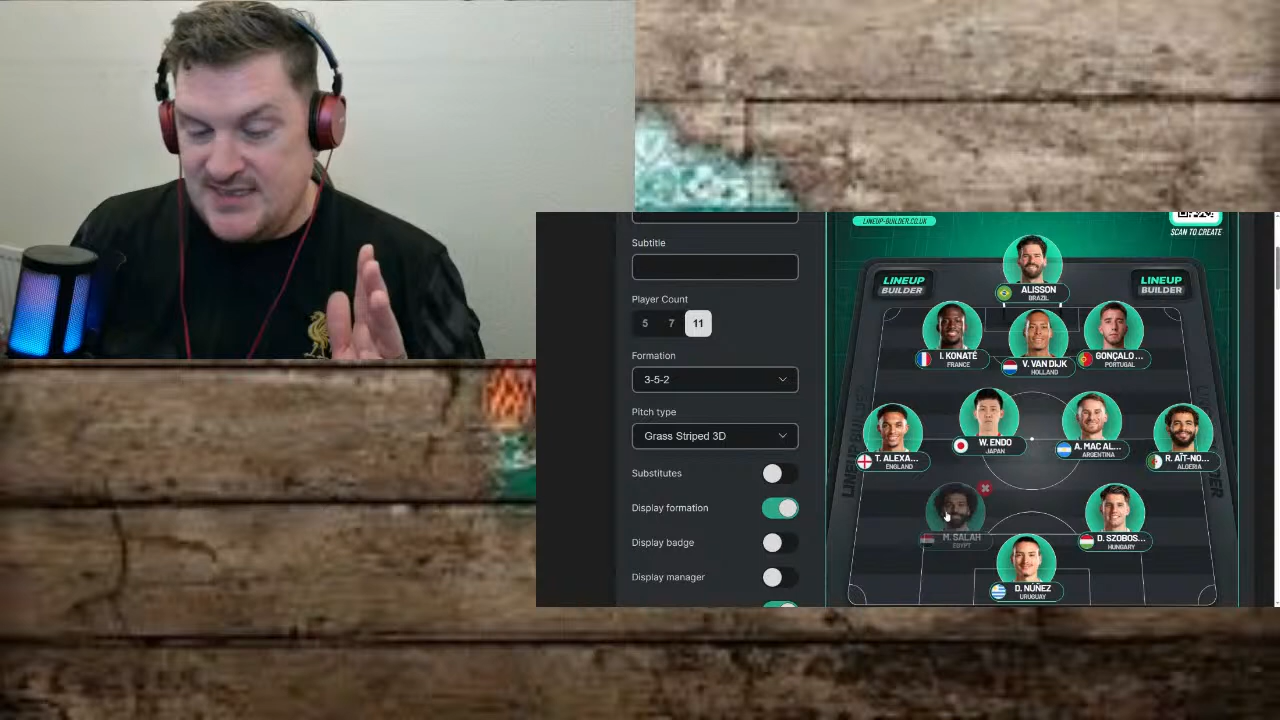 LINEUP-BUILDER.CO.UK
SCAN TO CREATE
Subtitle
Player Count
5 7 11
Formation
3-5-2
Pitch type
Grass Striped 3D
Substitutes
Display formation
Display badge
Display manager
LINEUP
BUILDER
LINEUP
BUILDER
ALISSON
BRAZIL
I. KONATÉ
FRANCE
V. VAN DIJK
HOLLAND
GONÇALO ...
PORTUGAL
T. ALEXA...
ENGLAND
W. ENDO
JAPAN
A. MAC AL...
ARGENTINA
R. AÏT-NO...
ALGERIA
LINEUP BUILDER
M. SALAH
EGYPT
D. SZOBOS...
HUNGARY
D. NÚÑEZ
URUGUAY